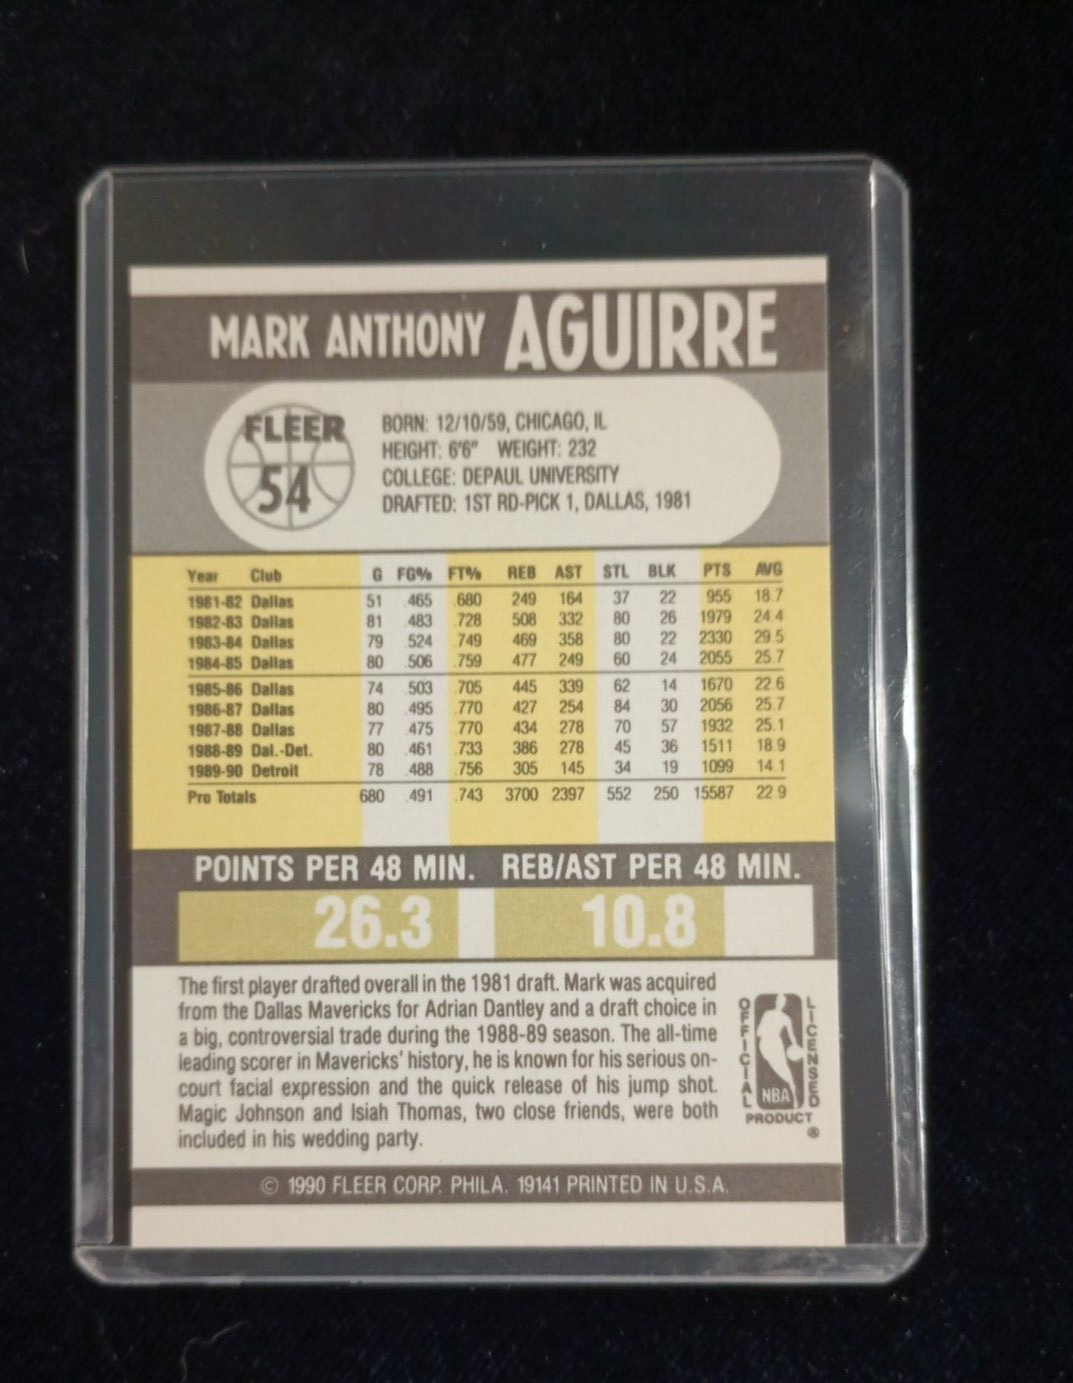 MARK ANTHONY AGUIRRE
FLEER
54
BORN: 12/10/59, CHICAGO, IL
HEIGHT: 6'6" WEIGHT: 232
COLLEGE: DEPAUL UNIVERSITY
DRAFTED: 1ST RD-PICK 1, DALLAS, 1981
Year Club G FG% FT% REB AST STL BLK PTS AVG
1981-82 Dallas 51 .465 .680 249 164 37 22 955 18.7
1982-83 Dallas 81 .483 .728 508 332 80 26 1979 24.4
1983-84 Dallas 79 .524 .749 469 358 80 22 2330 29.5
1984-85 Dallas 80 .506 .759 477 249 60 24 2055 25.7
1985-86 Dallas 74 .503 .705 445 339 62 14 1670 22.6
1986-87 Dallas 80 .495 .770 427 254 84 30 2056 25.7
1987-88 Dallas 77 .475 .770 434 278 70 57 1932 25.1
1988-89 Dal.-Det. 80 .461 .733 386 278 45 36 1511 18.9
1989-90 Detroit 78 .488 .756 305 145 34 19 1099 14.1
Pro Totals 680 .491 .743 3700 2397 552 250 15587 22.9
POINTS PER 48 MIN. REB/AST PER 48 MIN.
26.3 10.8
The first player drafted overall in the 1981 draft. Mark was acquired
from the Dallas Mavericks for Adrian Dantley and a draft choice in
a big, controversial trade during the 1988-89 season. The all-time
leading scorer in Mavericks' history, he is known for his serious on-
court facial expression and the quick release of his jump shot.
Magic Johnson and Isiah Thomas, two close friends, were both
included in his wedding party.
OFFICIAL
LICENSED
NBA
PRODUCT
®
© 1990 FLEER CORP. PHILA. 19141 PRINTED IN U.S.A.